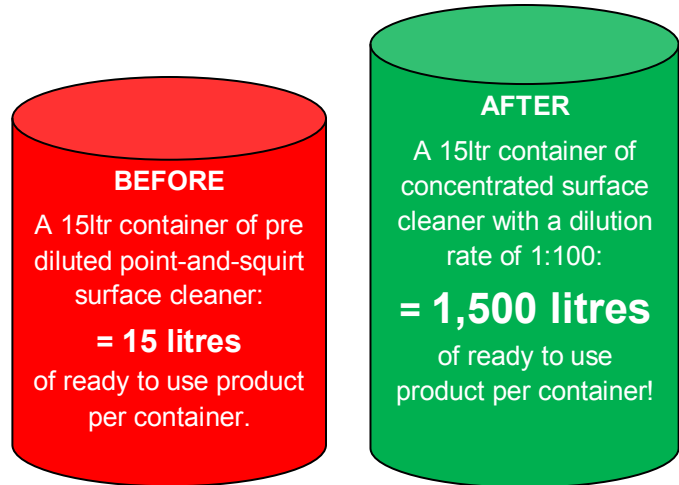 BEFORE
A 15ltr container of pre
diluted point-and-squirt
surface cleaner:
= 15 litres
of ready to use product
per container.
AFTER
A 15ltr container of
concentrated surface
cleaner with a dilution
rate of 1:100:
= 1,500 litres
of ready to use
product per container!